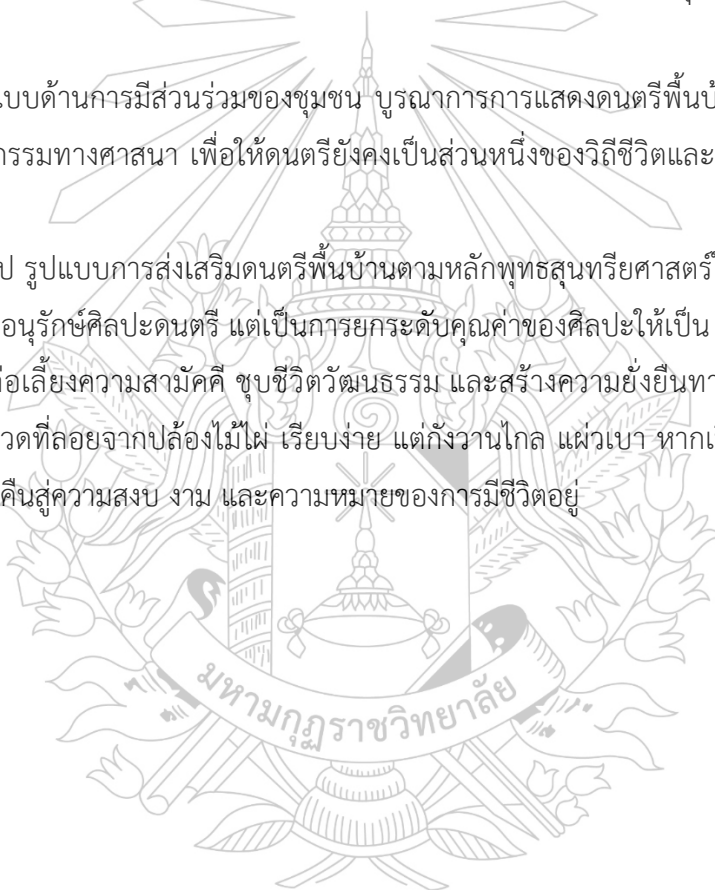 แบบด้านการมีส่วนร่วมของชุมชน บูรณาการการแสดงดนตรีพื้นบ้
กรรมทางศาสนา เพื่อให้ดนตรียังคงเป็นส่วนหนึ่งของวิถีชีวิตและ
ป รูปแบบการส่งเสริมดนตรีพื้นบ้านตามหลักพุทธสุนทรียศาสตร์ใ
อนุรักษ์ศิลปะดนตรี แต่เป็นการยกระดับคุณค่าของศิลปะให้เป็น
่อเลี้ยงความสามัคคี ชุบชีวิตวัฒนธรรม และสร้างความยั่งยืนทา
วดที่ลอยจากปล้องไม้ไผ่ เรียบง่าย แต่กังวานไกล แผ่วเบา หากเ
คืนสู่ความสงบ งาม และความหมายของการมีชีวิตอยู่
มหามกุฏราชวิทยาลัย